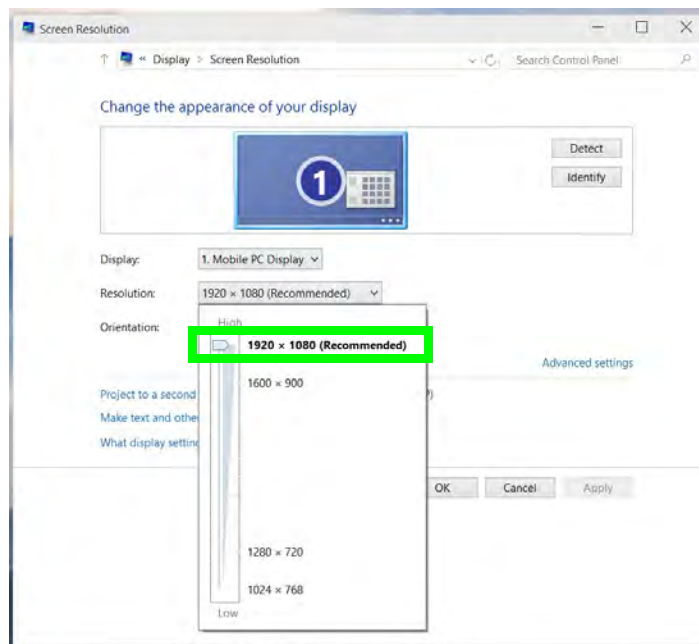 Screen Resolution
« Display > Screen Resolution
Search Control Panel
Change the appearance of your display
1
Detect
Identify
Display:
1. Mobile PC Display
Resolution:
1920 × 1080 (Recommended)
Orientation:
High
1920 × 1080 (Recommended)
1600 × 900
1280 × 720
1024 × 768
Low
Advanced settings
Project to a second
Make text and othe
What display settin
OK
Cancel
Apply